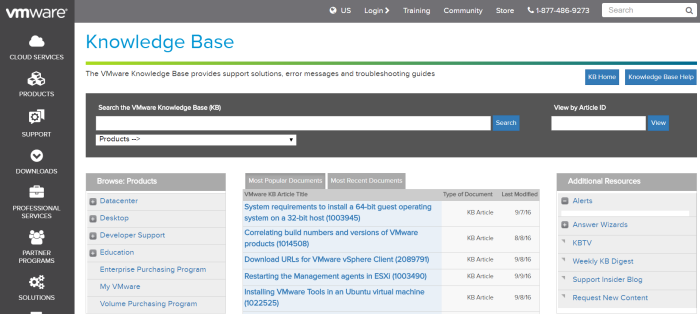 vmware®
US Login Training Community Store 1-877-486-9273 Search
CLOUD SERVICES
PRODUCTS
SUPPORT
DOWNLOADS
PROFESSIONAL
SERVICES
PARTNER
PROGRAMS
SOLUTIONS
Knowledge Base
The VMware Knowledge Base provides support solutions, error messages and troubleshooting guides
KB Home Knowledge Base Help
Search the VMware Knowledge Base (KB) View by Article ID
Search View
Products -->
Browse: Products
Datacenter
Desktop
Developer Support
Education
Enterprise Purchasing Program
My VMware
Volume Purchasing Program
Most Popular Documents Most Recent Documents
VMware KB Article Title Type of Document Last Modified
System requirements to install a 64-bit guest operating
system on a 32-bit host (1003945) KB Article 9/7/16
Correlating build numbers and versions of VMware
products (1014508) KB Article 8/8/16
Download URLs for VMware vSphere Client (2089791) KB Article 8/8/16
Restarting the Management agents in ESXi (1003490) KB Article 9/9/16
Installing VMware Tools in an Ubuntu virtual machine
(1022525) KB Article 9/8/16
Additional Resources
Alerts
Answer Wizards
KBTV
Weekly KB Digest
Support Insider Blog
Request New Content